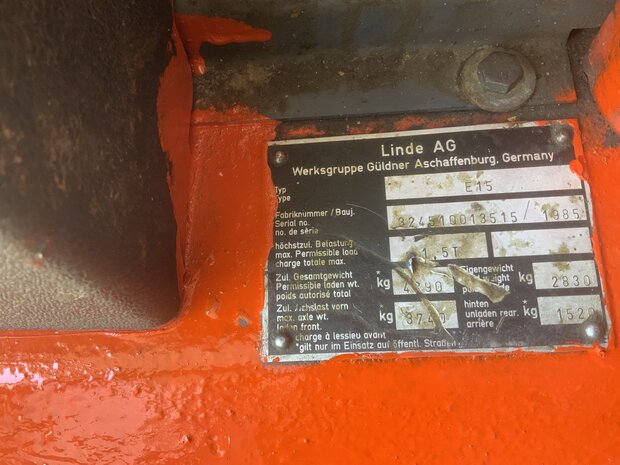 Linde AG
Werksgruppe Güldner Aschaffenburg, Germany
Typ
Type
E15
Fabriknummer / Bauj.
Serial no.
no. de série
324510013515 / 1985
höchstzul. Belastung
max. Permissible load
charge totale max.
.5T
Zul. Gesamtgewicht
Permissible laden wt.
poids autorisé total
* kg
Eigengewicht
* kg 2830
Zul. Achslast vorn
max. axle wt.
laden front.
charge à lessieu avant
* kg 3740
hinten
unladen rear.
arrière
* kg 1520
*gilt nur im Einsatz auf öffentl. Straßen